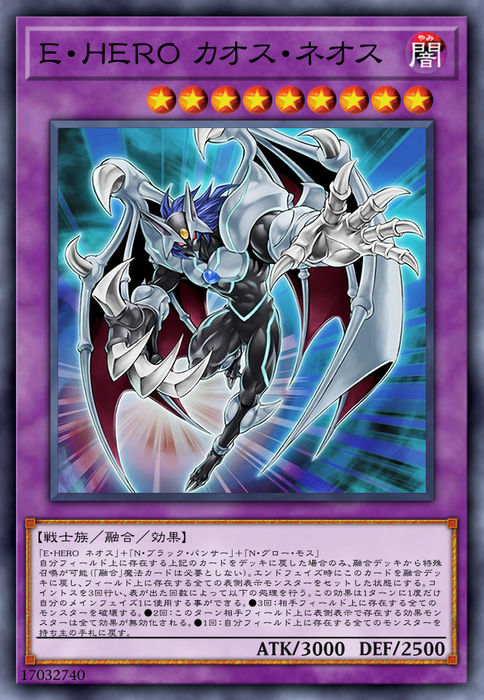 E・HERO カオス・ネオス
やみ
闇
【戦士族／融合／効果】
「E・HERO ネオス」＋「N・ブラック・パンサー」＋「N・グロー・モス」
自分フィールド上に存在する上記のカードをデッキに戻した場合のみ、融合デッキから特殊
召喚が可能（「融合」魔法カードは必要としない）。エンドフェイズ時にこのカードを融合デッ
キに戻し、フィールド上に存在する全ての表側表示モンスターをセットした状態にする。コ
イントスを3回行い、表が出た回数によって以下の処理を行う。この効果は1ターンに1度だけ
自分のメインフェイズ1に使用する事ができる。●3回：相手フィールド上に存在する全ての
モンスターを破壊する。●2回：このターン相手フィールド上に表側表示で存在する効果モン
スターは全て効果が無効化される。●1回：自分フィールド上に存在する全てのモンスターを
持ち主の手札に戻す。
ATK/3000 DEF/2500
17032740